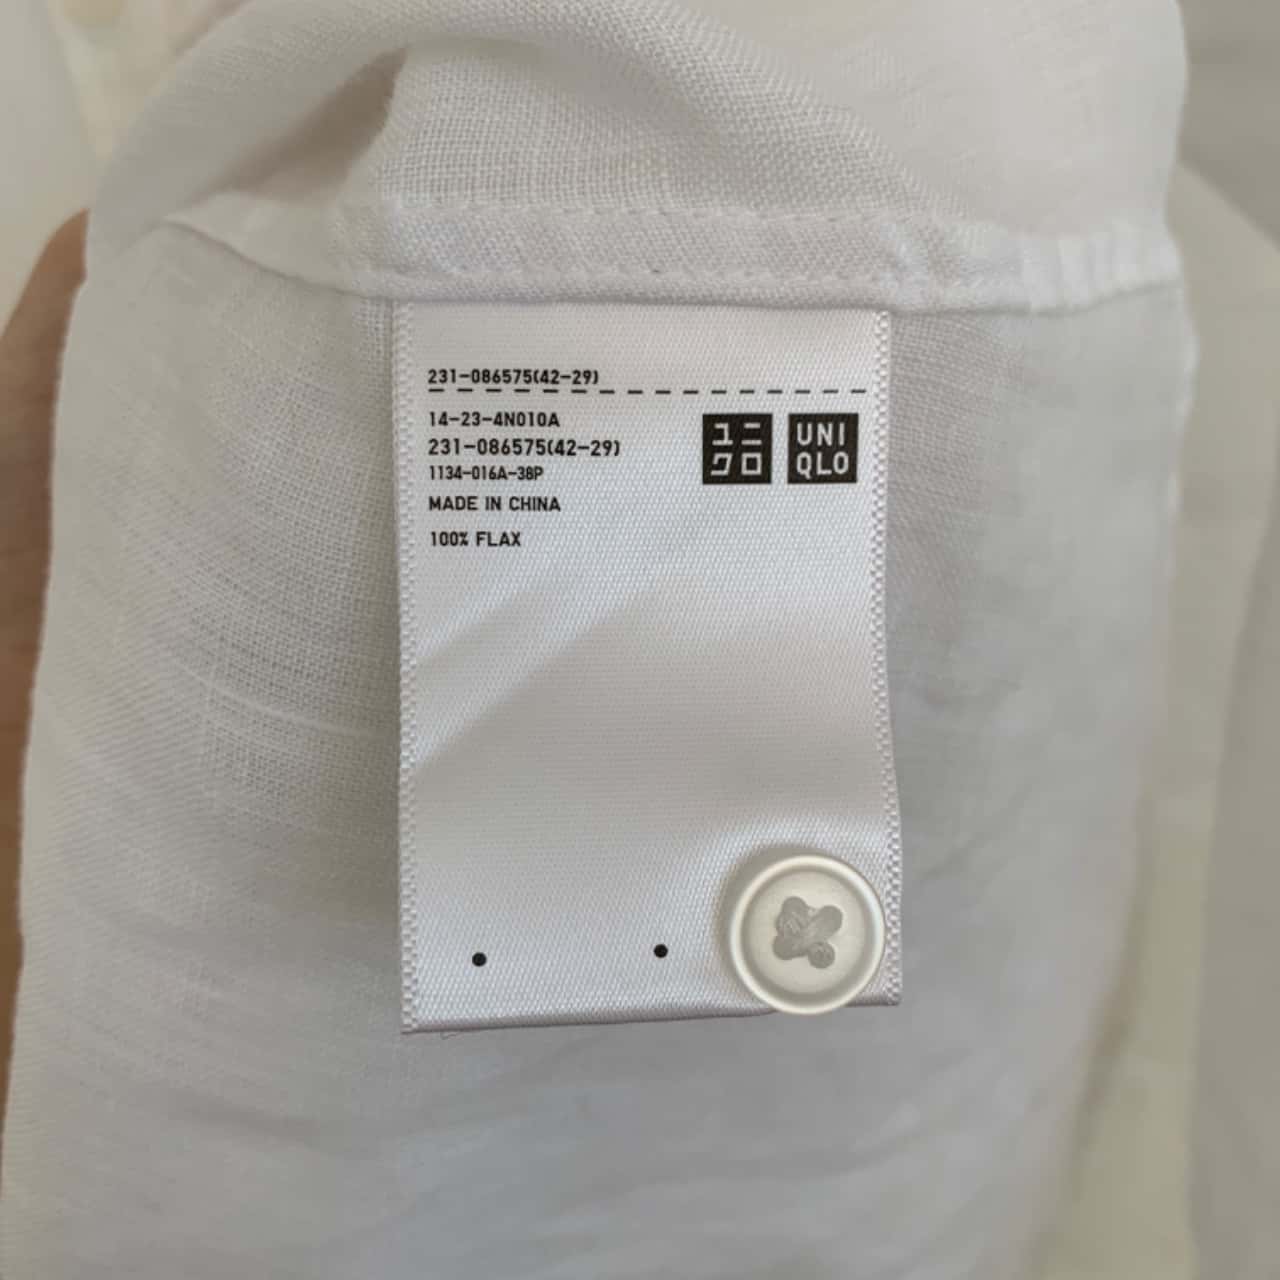 231-086575(42-29)
14-23-4N010A
231-086575(42-29)
1134-016A-38P
MADE IN CHINA
100% FLAX
ユニ
クロ
UNI
QLO